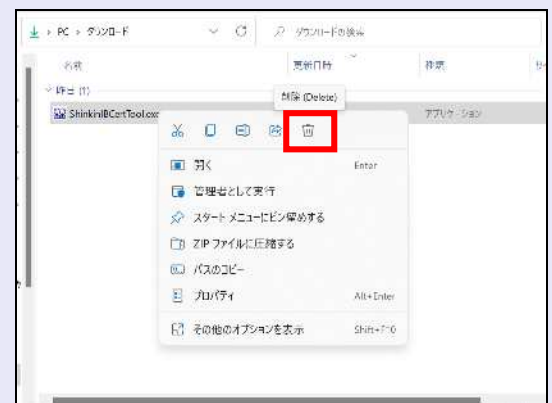 PC > ダウンロード
ダウンロードの検索
名前 更新日時 種類
昨日 (1)
削除 (Delete)
ShinkinIBCertTool.exe アプリケーション
開く Enter
管理者として実行
スタート メニューにピン留めする
ZIP ファイルに圧縮する
パスのコピー
プロパティ Alt+Enter
その他のオプションを表示 Shift+F10